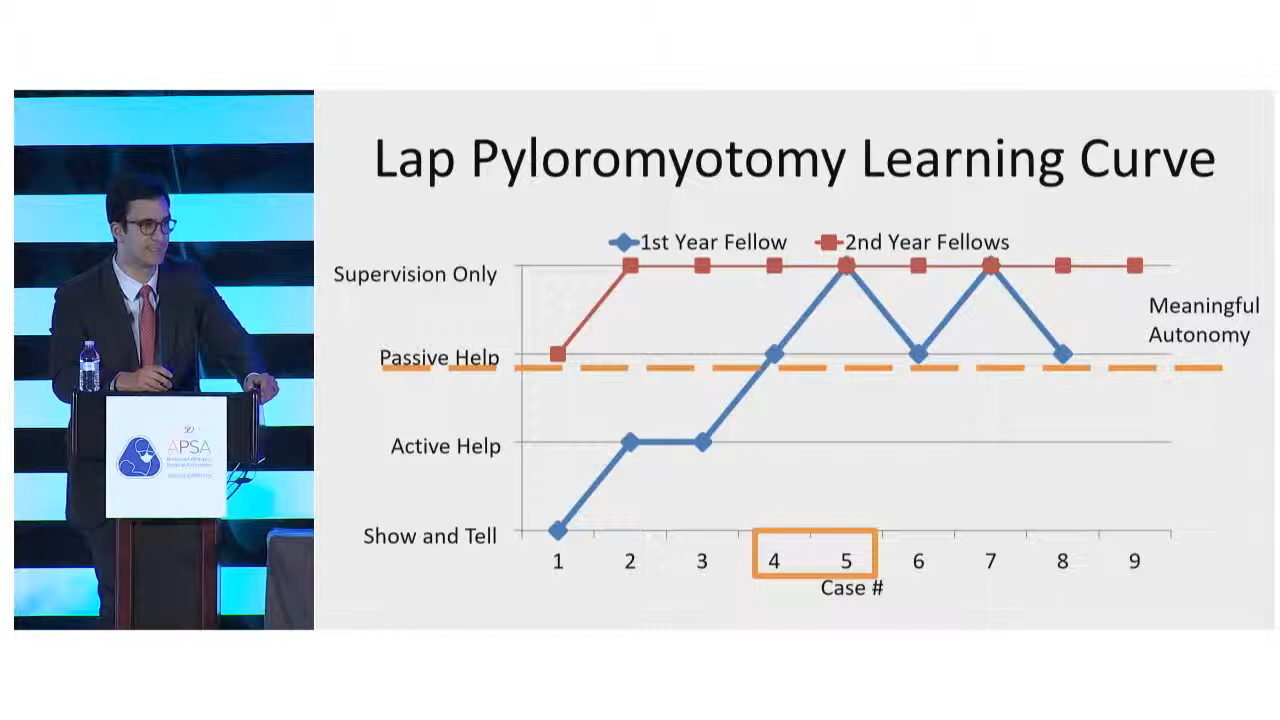 Lap Pyloromyotomy Learning Curve
1st Year Fellow
2nd Year Fellows
Supervision Only
Passive Help
Active Help
Show and Tell
Meaningful
Autonomy
1 2 3 4 5 6 7 8 9
Case #
APSA